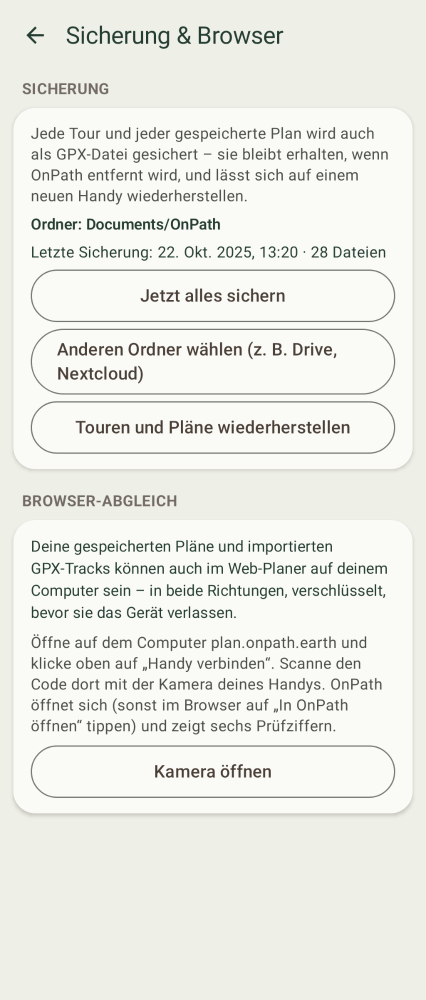 Sicherung & Browser
SICHERUNG
Jede Tour und jeder gespeicherte Plan wird auch
als GPX-Datei gesichert – sie bleibt erhalten, wenn
OnPath entfernt wird, und lässt sich auf einem
neuen Handy wiederherstellen.
Ordner: Documents/OnPath
Letzte Sicherung: 22. Okt. 2025, 13:20 · 28 Dateien
Jetzt alles sichern
Anderen Ordner wählen (z. B. Drive,
Nextcloud)
Touren und Pläne wiederherstellen
BROWSER-ABGLEICH
Deine gespeicherten Pläne und importierten
GPX-Tracks können auch im Web-Planer auf deinem
Computer sein – in beide Richtungen, verschlüsselt,
bevor sie das Gerät verlassen.
Öffne auf dem Computer plan.onpath.earth und
klicke oben auf „Handy verbinden“. Scanne den
Code dort mit der Kamera deines Handys. OnPath
öffnet sich (sonst im Browser auf „In OnPath
öffnen“ tippen) und zeigt sechs Prüfziffern.
Kamera öffnen